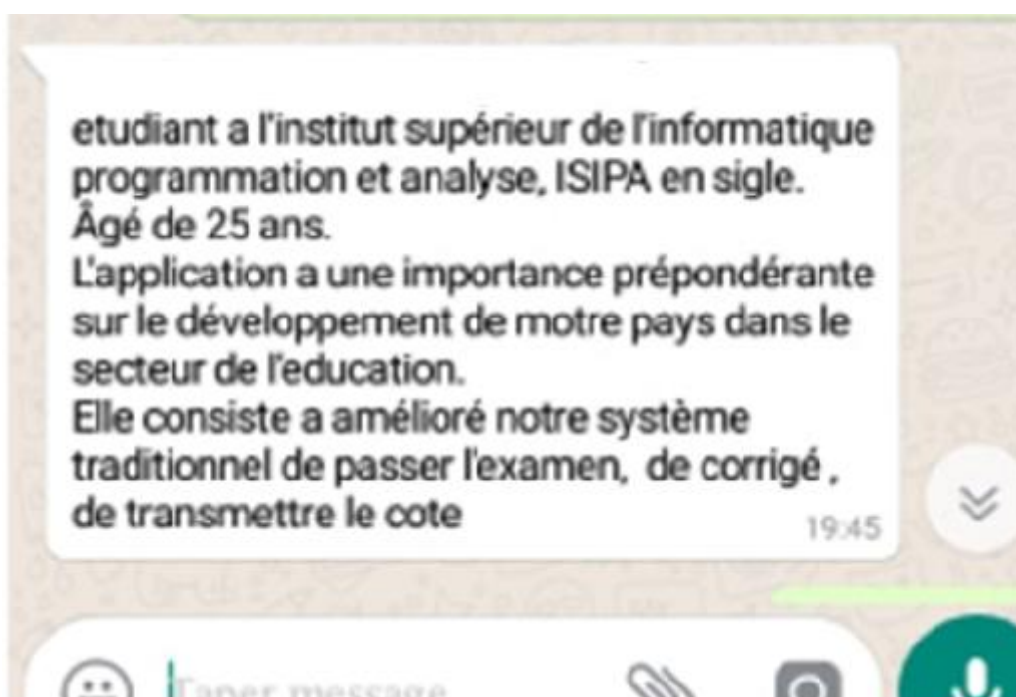 etudiant a l'institut supérieur de l'informatique
programmation et analyse, ISIPA en sigle.
Âgé de 25 ans.
L'application a une importance prépondérante
sur le développement de motre pays dans le
secteur de l'education.
Elle consiste a amélioré notre système
traditionnel de passer l'examen, de corrigé ,
de transmettre le cote
19:45
Taper message